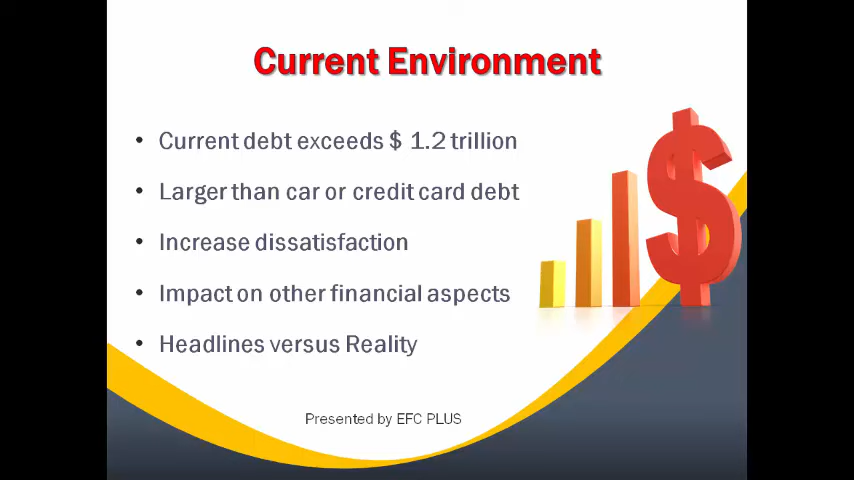 Current Environment
• Current debt exceeds $ 1.2 trillion
• Larger than car or credit card debt
• Increase dissatisfaction
• Impact on other financial aspects
• Headlines versus Reality
Presented by EFC PLUS